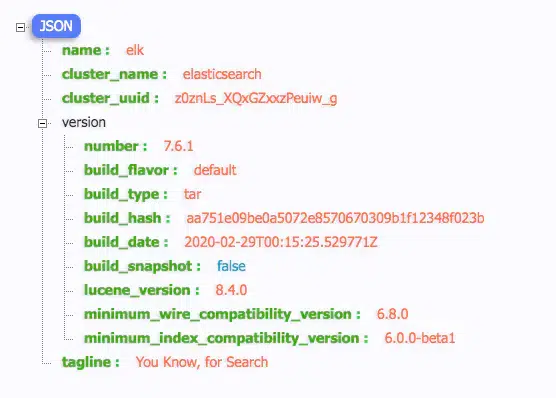 JSON
name : elk
cluster_name : elasticsearch
cluster_uuid : z0znLs_XQxGZxxzPeuiw_g
version
number : 7.6.1
build_flavor : default
build_type : tar
build_hash : aa751e09be0a5072e8570670309b1f12348f023b
build_date : 2020-02-29T00:15:25.529771Z
build_snapshot : false
lucene_version : 8.4.0
minimum_wire_compatibility_version : 6.8.0
minimum_index_compatibility_version : 6.0.0-beta1
tagline : You Know, for Search